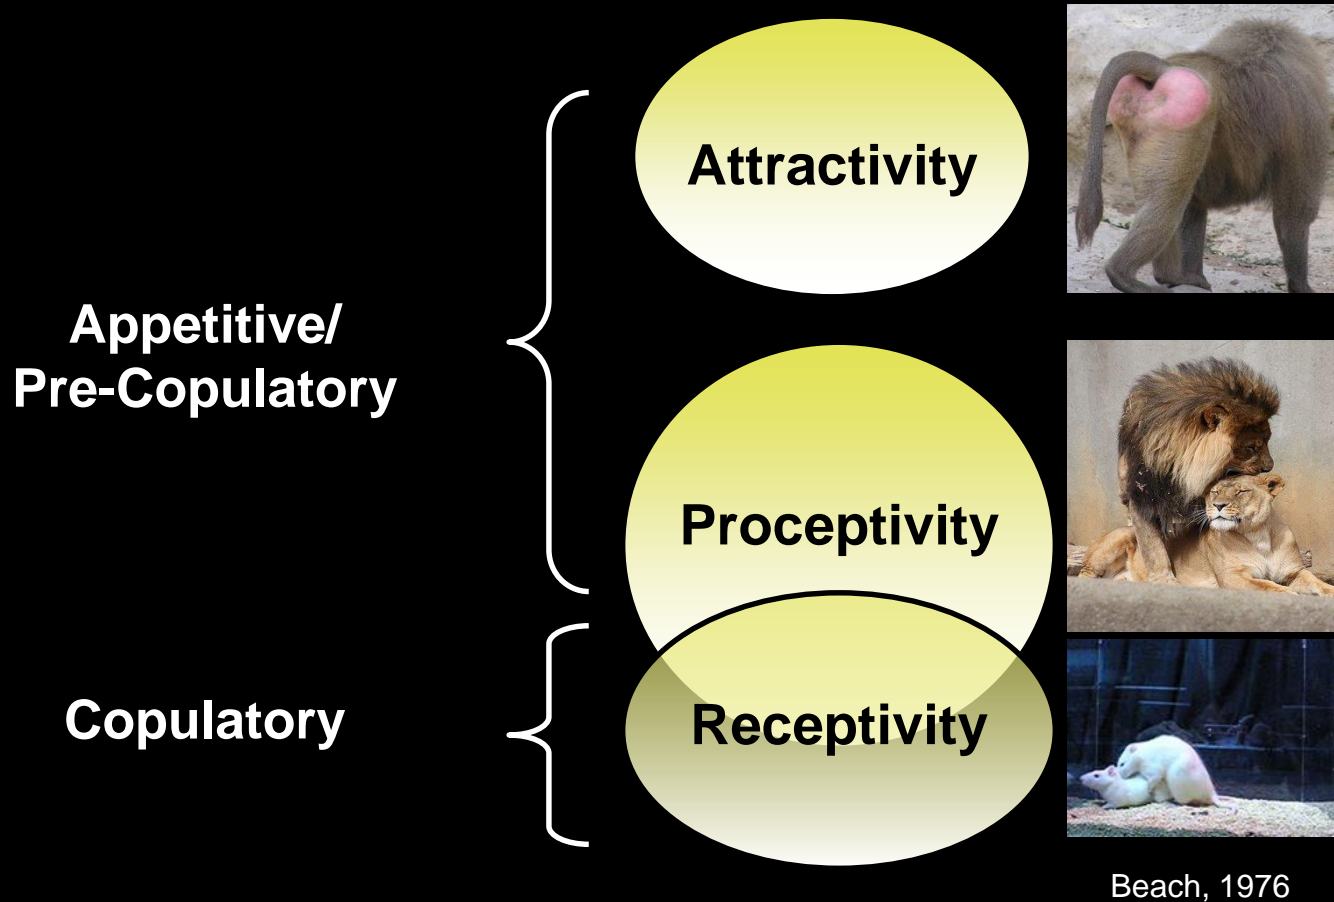 Attractivity
Appetitive/
Pre-Copulatory
Proceptivity
Copulatory
Receptivity
Beach, 1976